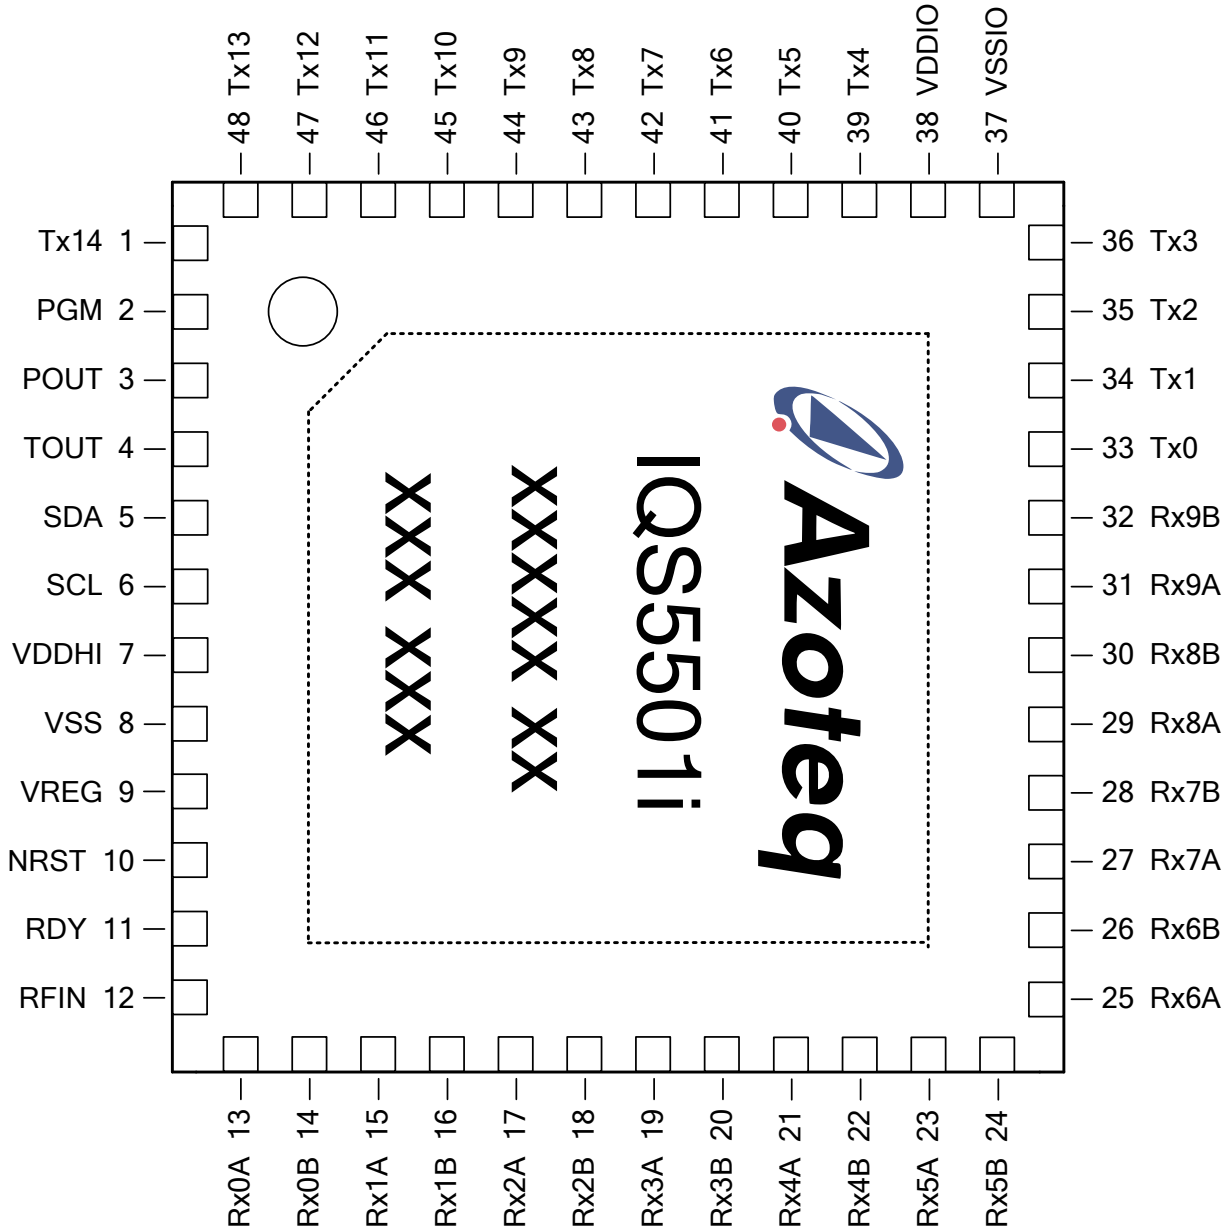 48 Tx13
47 Tx12
46 Tx11
45 Tx10
44 Tx9
43 Tx8
42 Tx7
41 Tx6
40 Tx5
39 Tx4
38 VDDIO
37 VSSIO
Tx14 1
PGM 2
POUT 3
TOUT 4
SDA 5
SCL 6
VDDHI 7
VSS 8
VREG 9
NRST 10
RDY 11
RFIN 12
Azoteq
IQS5501i
XXXXX XX
XXX XXX
36 Tx3
35 Tx2
34 Tx1
33 Tx0
32 Rx9B
31 Rx9A
30 Rx8B
29 Rx8A
28 Rx7B
27 Rx7A
26 Rx6B
25 Rx6A
Rx0A 13
Rx0B 14
Rx1A 15
Rx1B 16
Rx2A 17
Rx2B 18
Rx3A 19
Rx3B 20
Rx4A 21
Rx4B 22
Rx5A 23
Rx5B 24